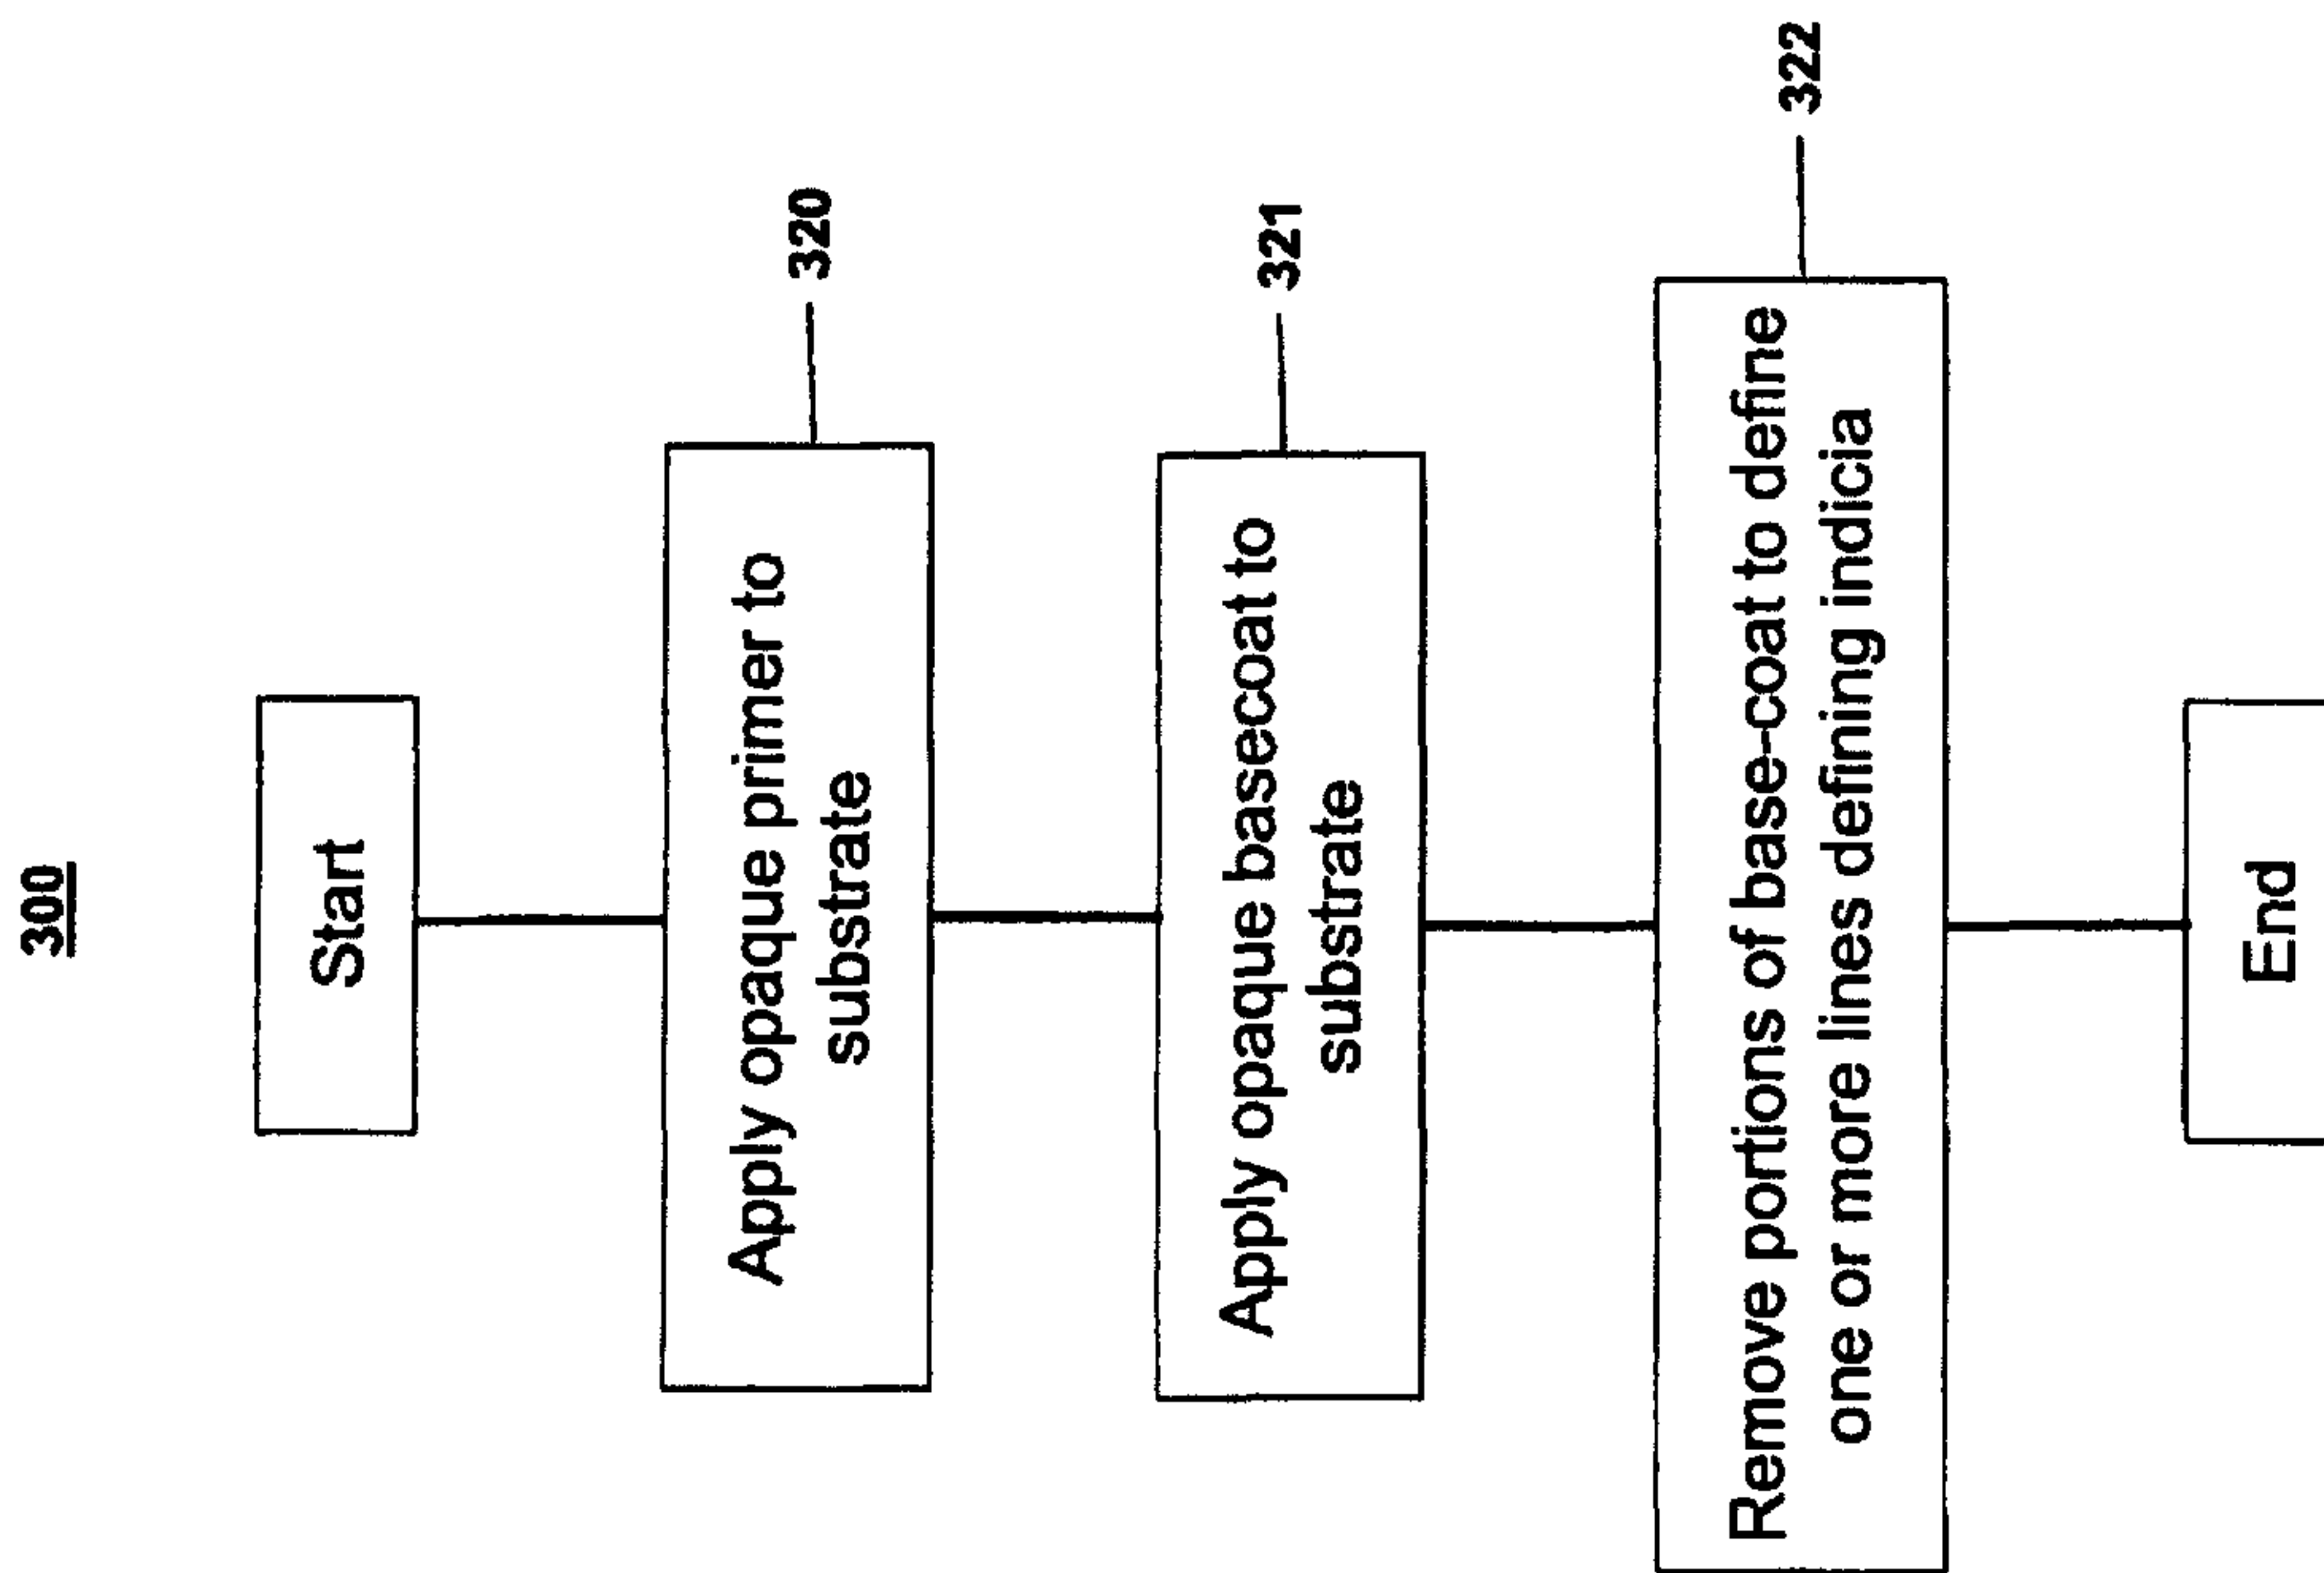 300
Start
Apply opaque primer to
substrate
320
Apply opaque basecoat to
substrate
321
Remove portions of base-coat to define
one or more lines defining indicia
322
End